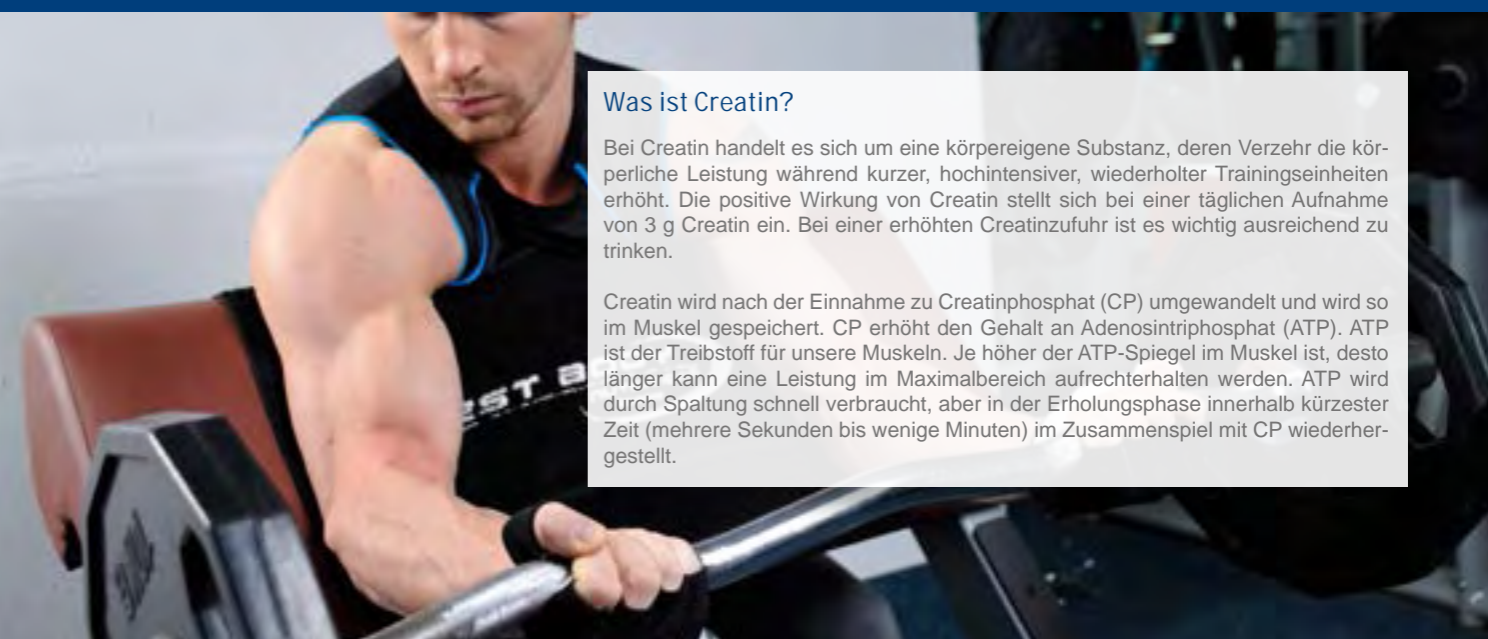 Was ist Creatin?
Bei Creatin handelt es sich um eine körpereigene Substanz, deren Verzehr die kör-
perliche Leistung während kurzer, hochintensiver, wiederholter Trainingseinheiten
erhöht. Die positive Wirkung von Creatin stellt sich bei einer täglichen Aufnahme
von 3 g Creatin ein. Bei einer erhöhten Creatinzufuhr ist es wichtig ausreichend zu
trinken.
Creatin wird nach der Einnahme zu Creatinphosphat (CP) umgewandelt und wird so
im Muskel gespeichert. CP erhöht den Gehalt an Adenosintriphosphat (ATP). ATP
ist der Treibstoff für unsere Muskeln. Je höher der ATP-Spiegel im Muskel ist, desto
länger kann eine Leistung im Maximalbereich aufrechterhalten werden. ATP wird
durch Spaltung schnell verbraucht, aber in der Erholungsphase innerhalb kürzester
Zeit (mehrere Sekunden bis wenige Minuten) im Zusammenspiel mit CP wiederher-
gestellt.